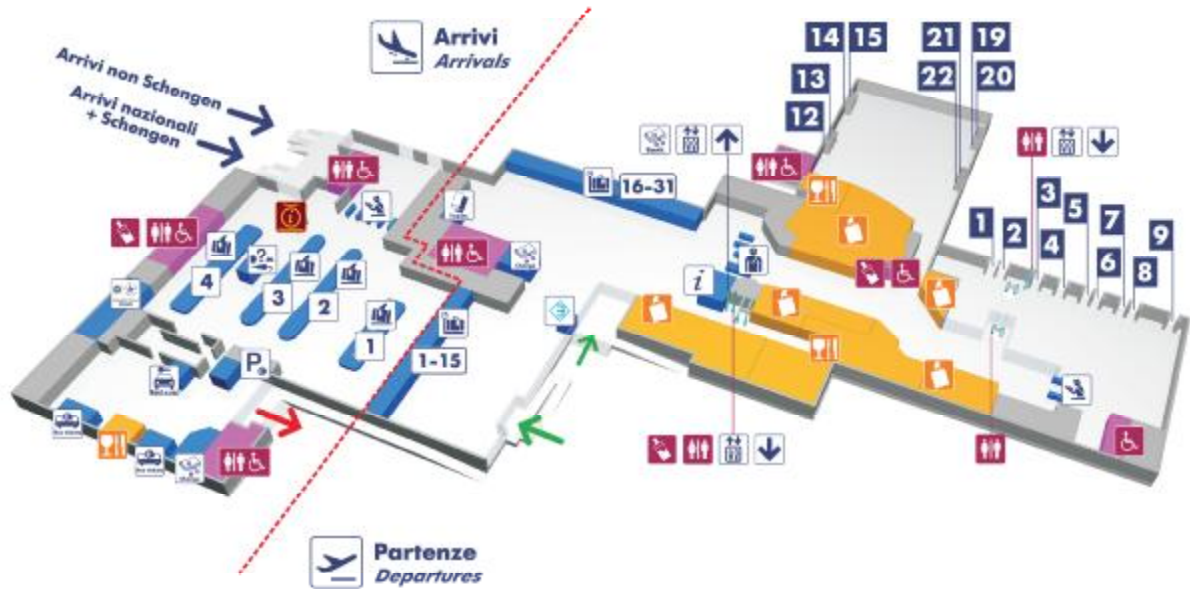 Arrivi
Arrivals
Arrivi non Schengen
Arrivi nazionali
+ Schengen
14
15
21
19
13
22
20
12
16-31
3
1
2
5
7
4
6
9
8
i
i
?
4
3
2
1
1-15
P
Partenze
Departures